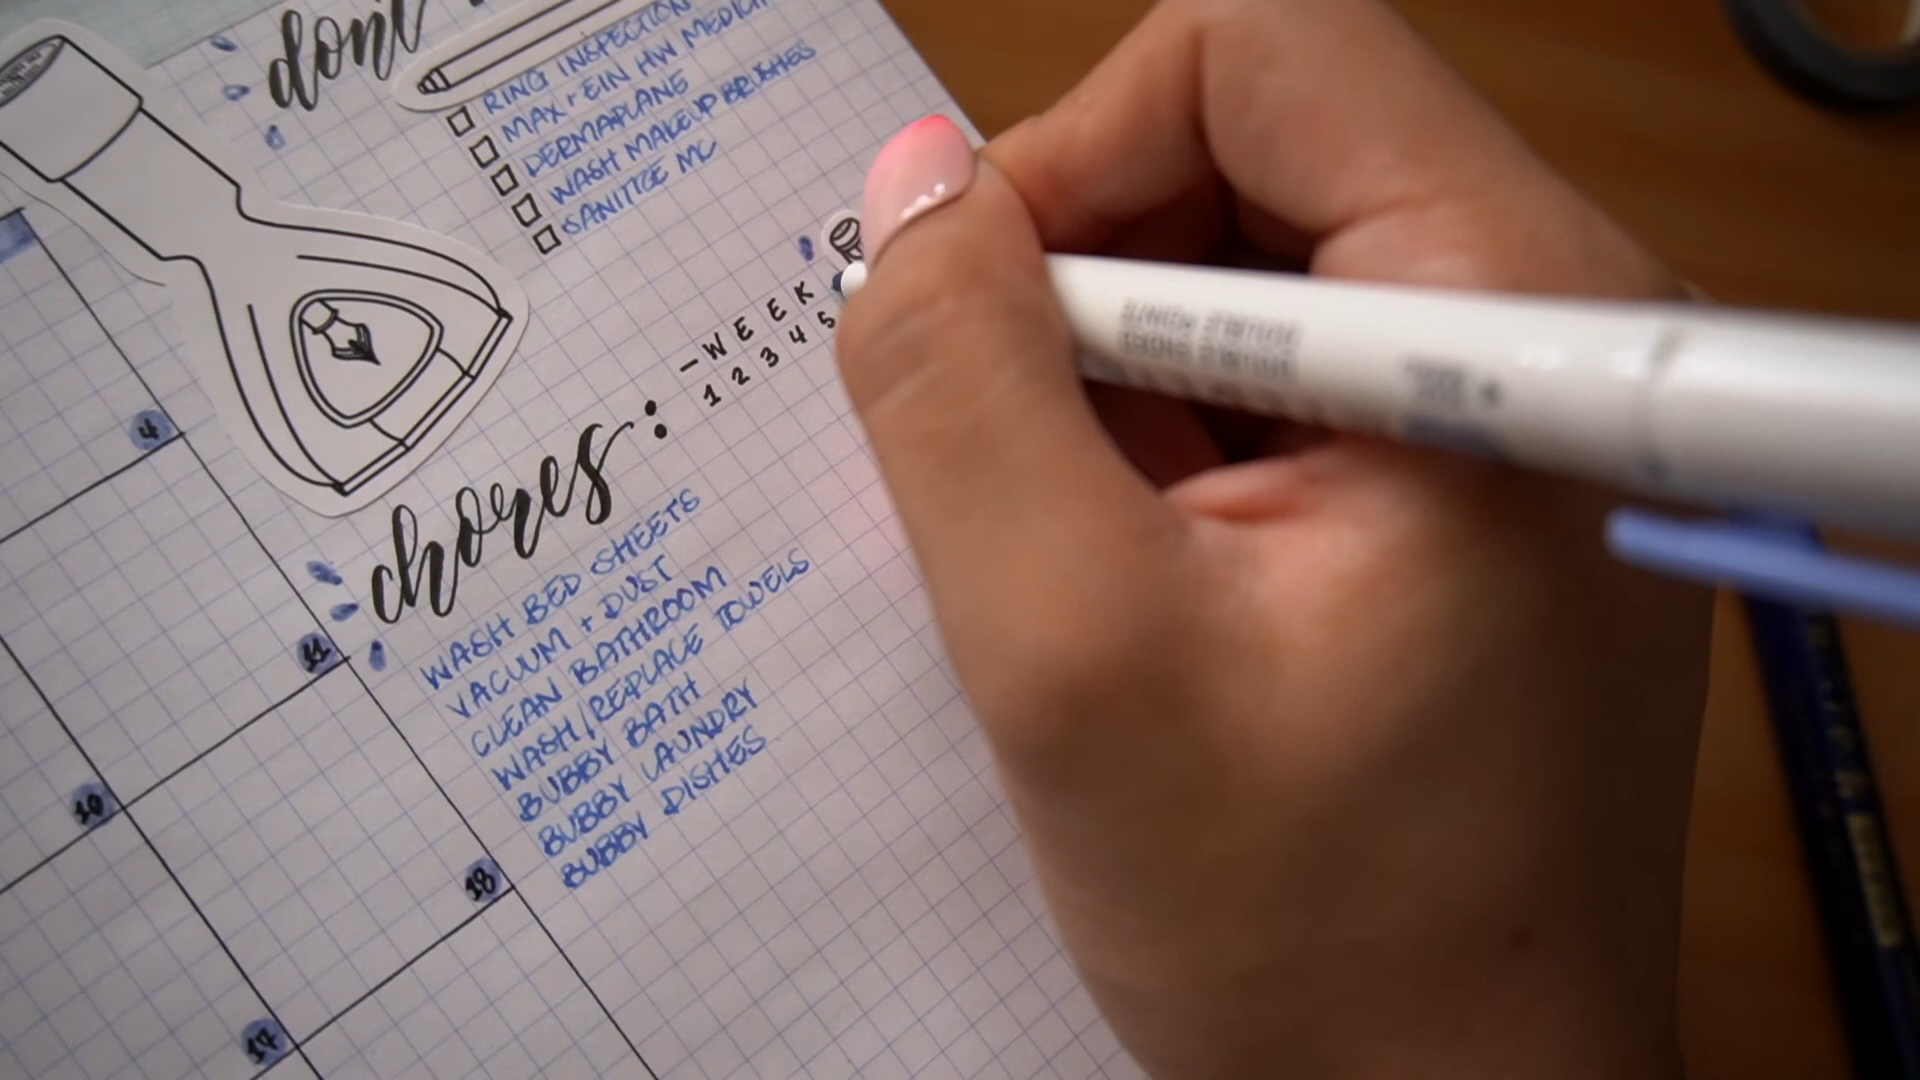 don't
RING INSPECTION
MAX + EIN HW MEDICIN
DERMAPLANE
WASH MAKEUP BRUSHES
SANITIZE MC
- WEEK
1 2 3 4 5
chores:
WASH BED SHEETS
VACUUM + DUST
CLEAN BATHROOM
WASH/REPLACE TOWELS
BUBBY BATH
BUBBY LAUNDRY
BUBBY DISHES
4
11
10
18
17